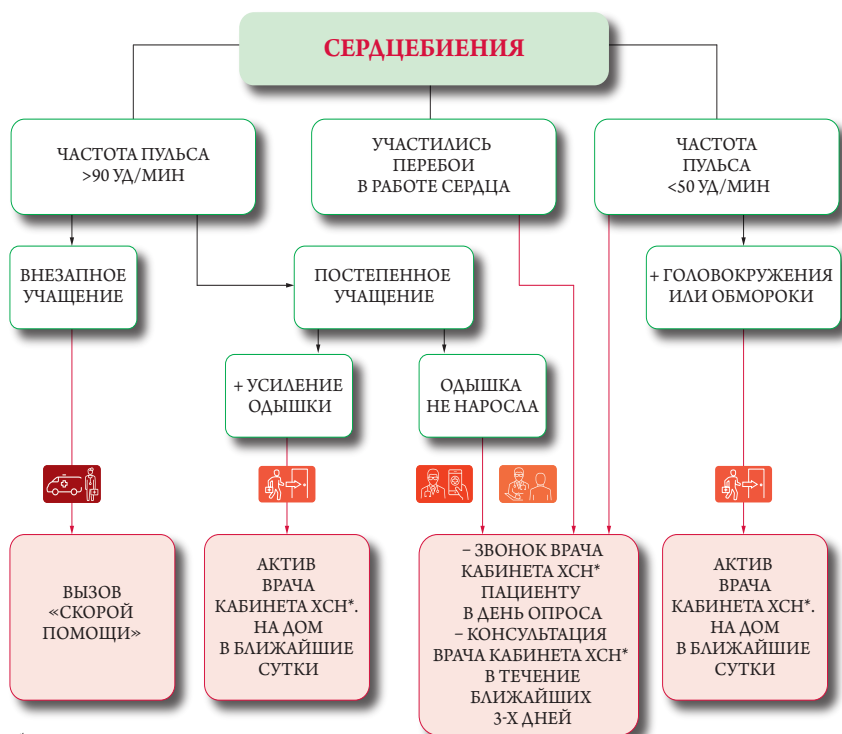 СЕРДЦЕБИЕНИЯ
ЧАСТОТА ПУЛЬСА
>90 УД/МИН
УЧАСТИЛИСЬ
ПЕРЕБОИ
В РАБОТЕ СЕРДЦА
ЧАСТОТА
ПУЛЬСА
<50 УД/МИН
ВНЕЗАПНОЕ
УЧАЩЕНИЕ
ПОСТЕПЕННОЕ
УЧАЩЕНИЕ
+ ГОЛОВОКРУЖЕНИЯ
ИЛИ ОБМОРОКИ
+ УСИЛЕНИЕ
ОДЫШКИ
ОДЫШКА
НЕ НАРОСЛА
ВЫЗОВ
«СКОРОЙ
ПОМОЩИ»
АКТИВ
ВРАЧА
КАБИНЕТА ХСН*.
НА ДОМ
В БЛИЖАЙШИЕ
СУТКИ
– ЗВОНОК ВРАЧА
КАБИНЕТА ХСН*
ПАЦИЕНТУ
В ДЕНЬ ОПРОСА
– КОНСУЛЬТАЦИЯ
ВРАЧА КАБИНЕТА ХСН*
В ТЕЧЕНИЕ
БЛИЖАЙШИХ
3-Х ДНЕЙ
АКТИВ
ВРАЧА
КАБИНЕТА ХСН*.
НА ДОМ
В БЛИЖАЙШИЕ
СУТКИ